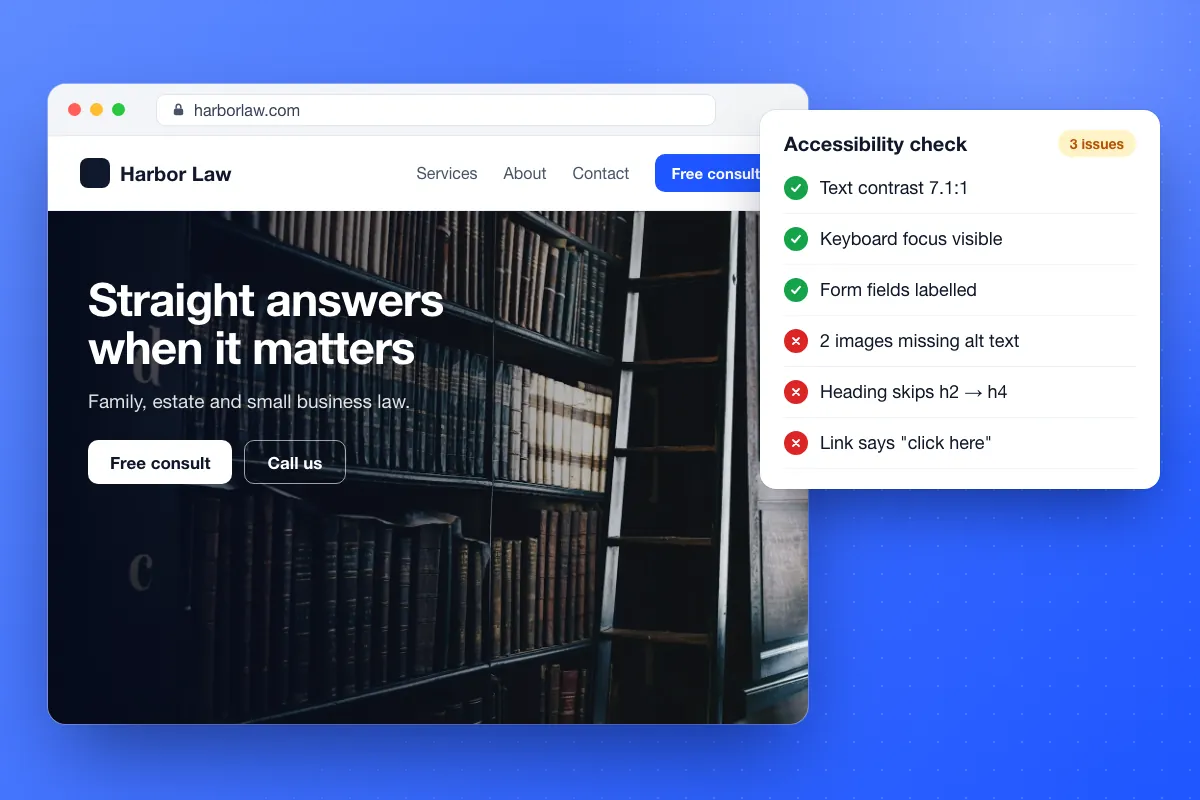 harborlaw.com
Harbor Law
Services
About
Contact
Free consult
Straight answers
when it matters
Family, estate and small business law.
Free consult
Call us
d
c
Accessibility check
3 issues
Text contrast 7.1:1
Keyboard focus visible
Form fields labelled
2 images missing alt text
Heading skips h2 → h4
Link says "click here"